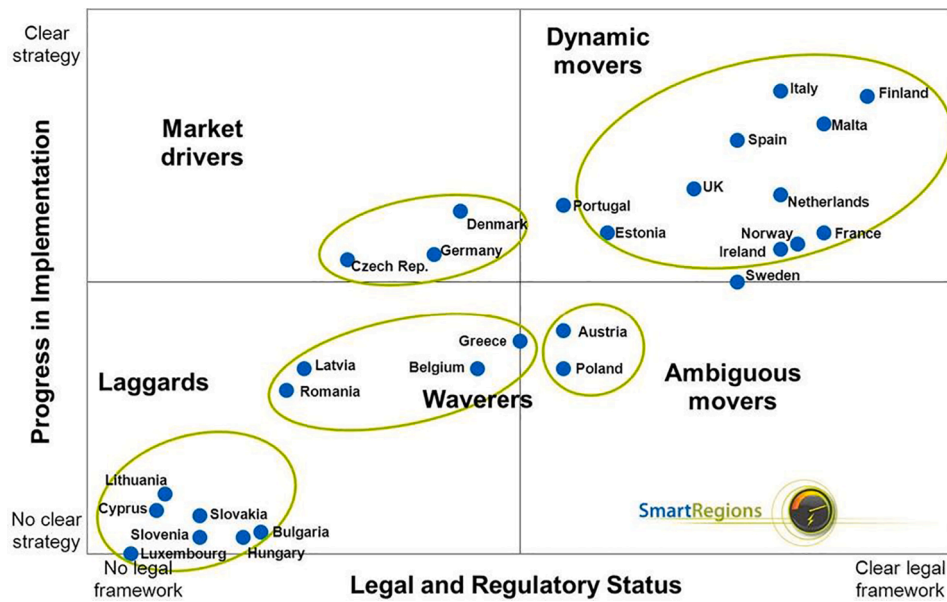 Clear
strategy
Dynamic
movers
Italy
Finland
Malta
Market
drivers
Spain
UK
Netherlands
Portugal
Denmark
Estonia
Norway
France
Ireland
Germany
Czech Rep.
Sweden
Progress in Implementation
Austria
Greece
Latvia
Belgium
Poland
Laggards
Romania
Waverers
Ambiguous
movers
Lithuania
Cyprus
Slovakia
SmartRegions
No clear
strategy
Slovenia
Bulgaria
Luxembourg
Hungary
No legal
framework
Legal and Regulatory Status
Clear legal
framework